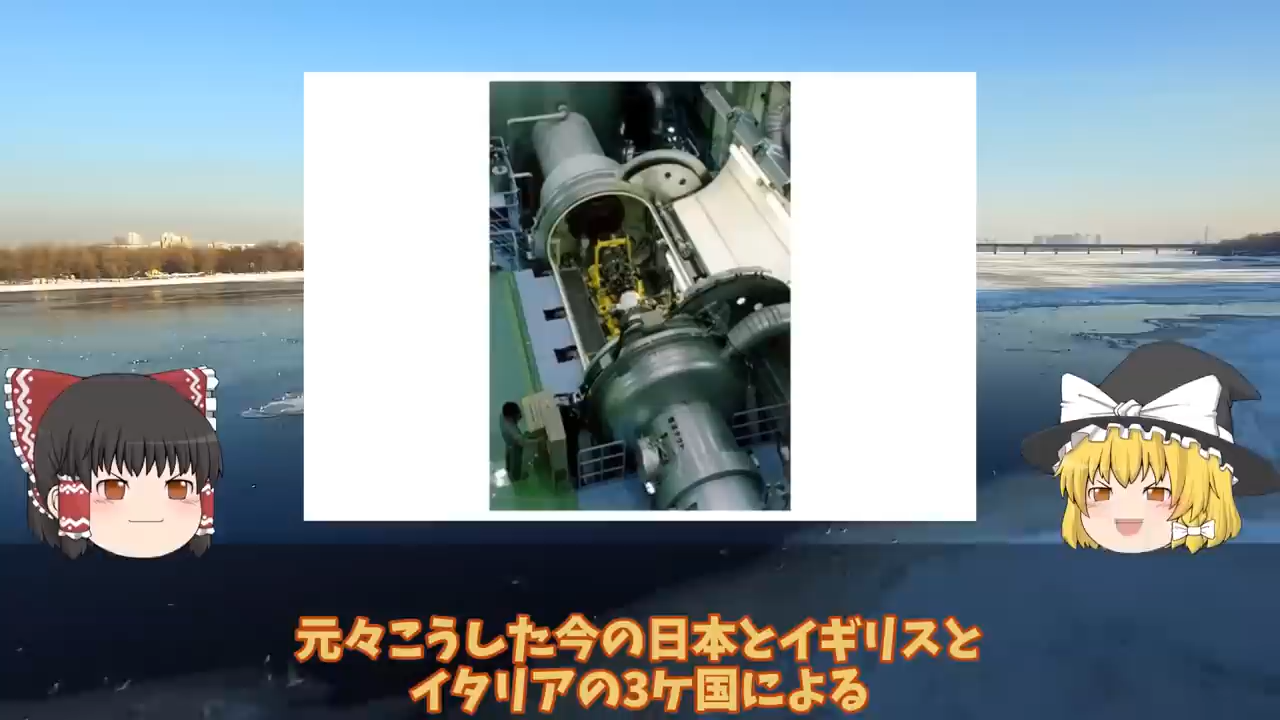 元々こうした今の日本とイギリスと
イタリアの3ケ国による